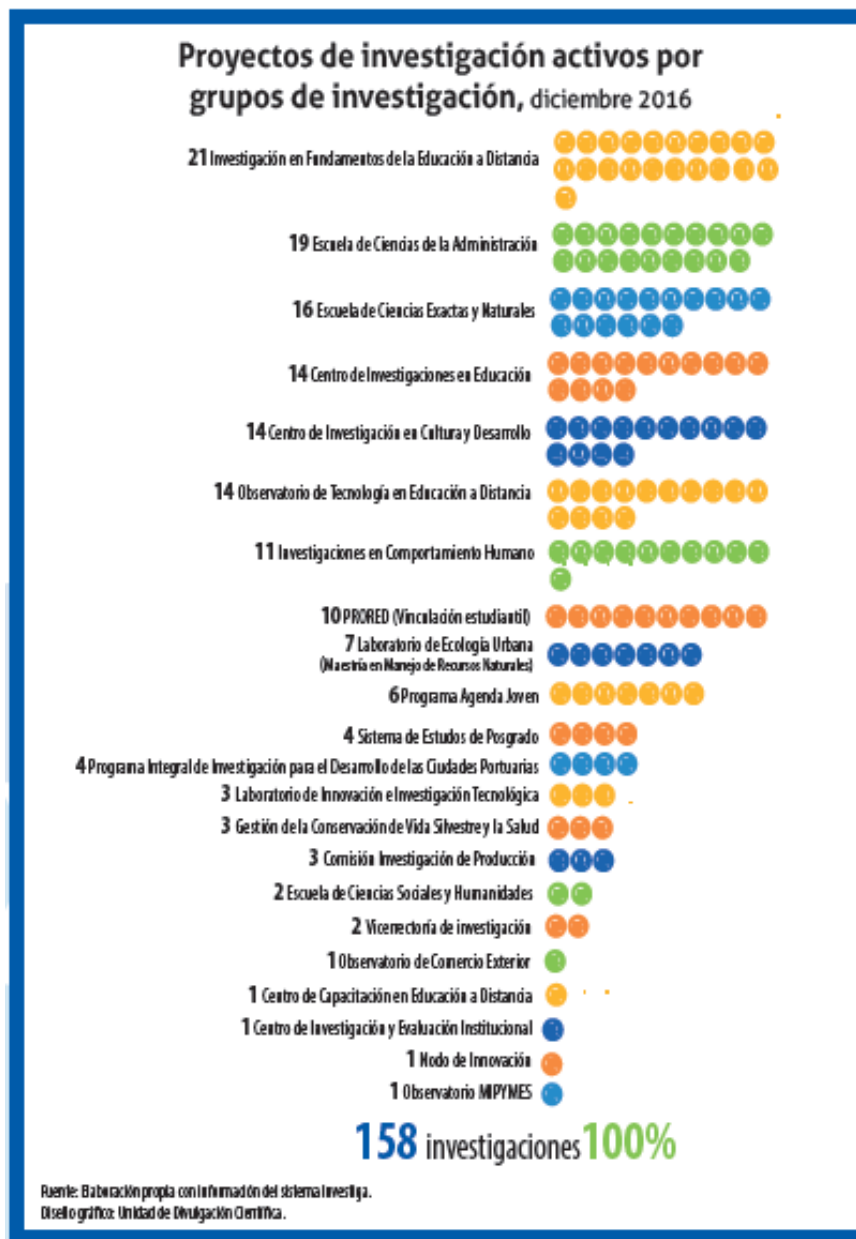 Proyectos de investigación activos por
grupos de investigación, diciembre 2016
21 Investigación en Fundamentos de la Educación a Distancia
19 Escuela de Ciencias de la Administración
16 Escuela de Ciencias Exactas y Naturales
14 Centro de Investigaciones en Educación
14 Centro de Investigación en Cultura y Desarrollo
14 Observatorio de Tecnología en Educación a Distancia
11 Investigaciones en Comportamiento Humano
10 PRORED (Vinculación estudiantil)
7 Laboratorio de Ecología Urbana
(Maestría en Manejo de Recursos Naturales)
6 Programa Agenda Joven
4 Sistema de Estudos de Posgrado
4 Programa Integral de Investigación para el Desarrollo de las Ciudades Portuarias
3 Laboratorio de Innovación e Investigación Tecnológica
3 Gestión de la Conservación de Vida Silvestre y la Salud
3 Comisión Investigación de Producción
2 Escuela de Ciencias Sociales y Humanidades
2 Vicerrectoría de investigación
1 Observatorio de Comercio Exterior
1 Centro de Capacitación en Educación a Distancia
1 Centro de Investigación y Evaluación Institucional
1 Nodo de Innovación
1 Observatorio MIPYMES
158 investigaciones 100%
Fuente: Elaboración propia con información del sistema Investiga.
Diseño gráfico: Unidad de Divulgación Científica.